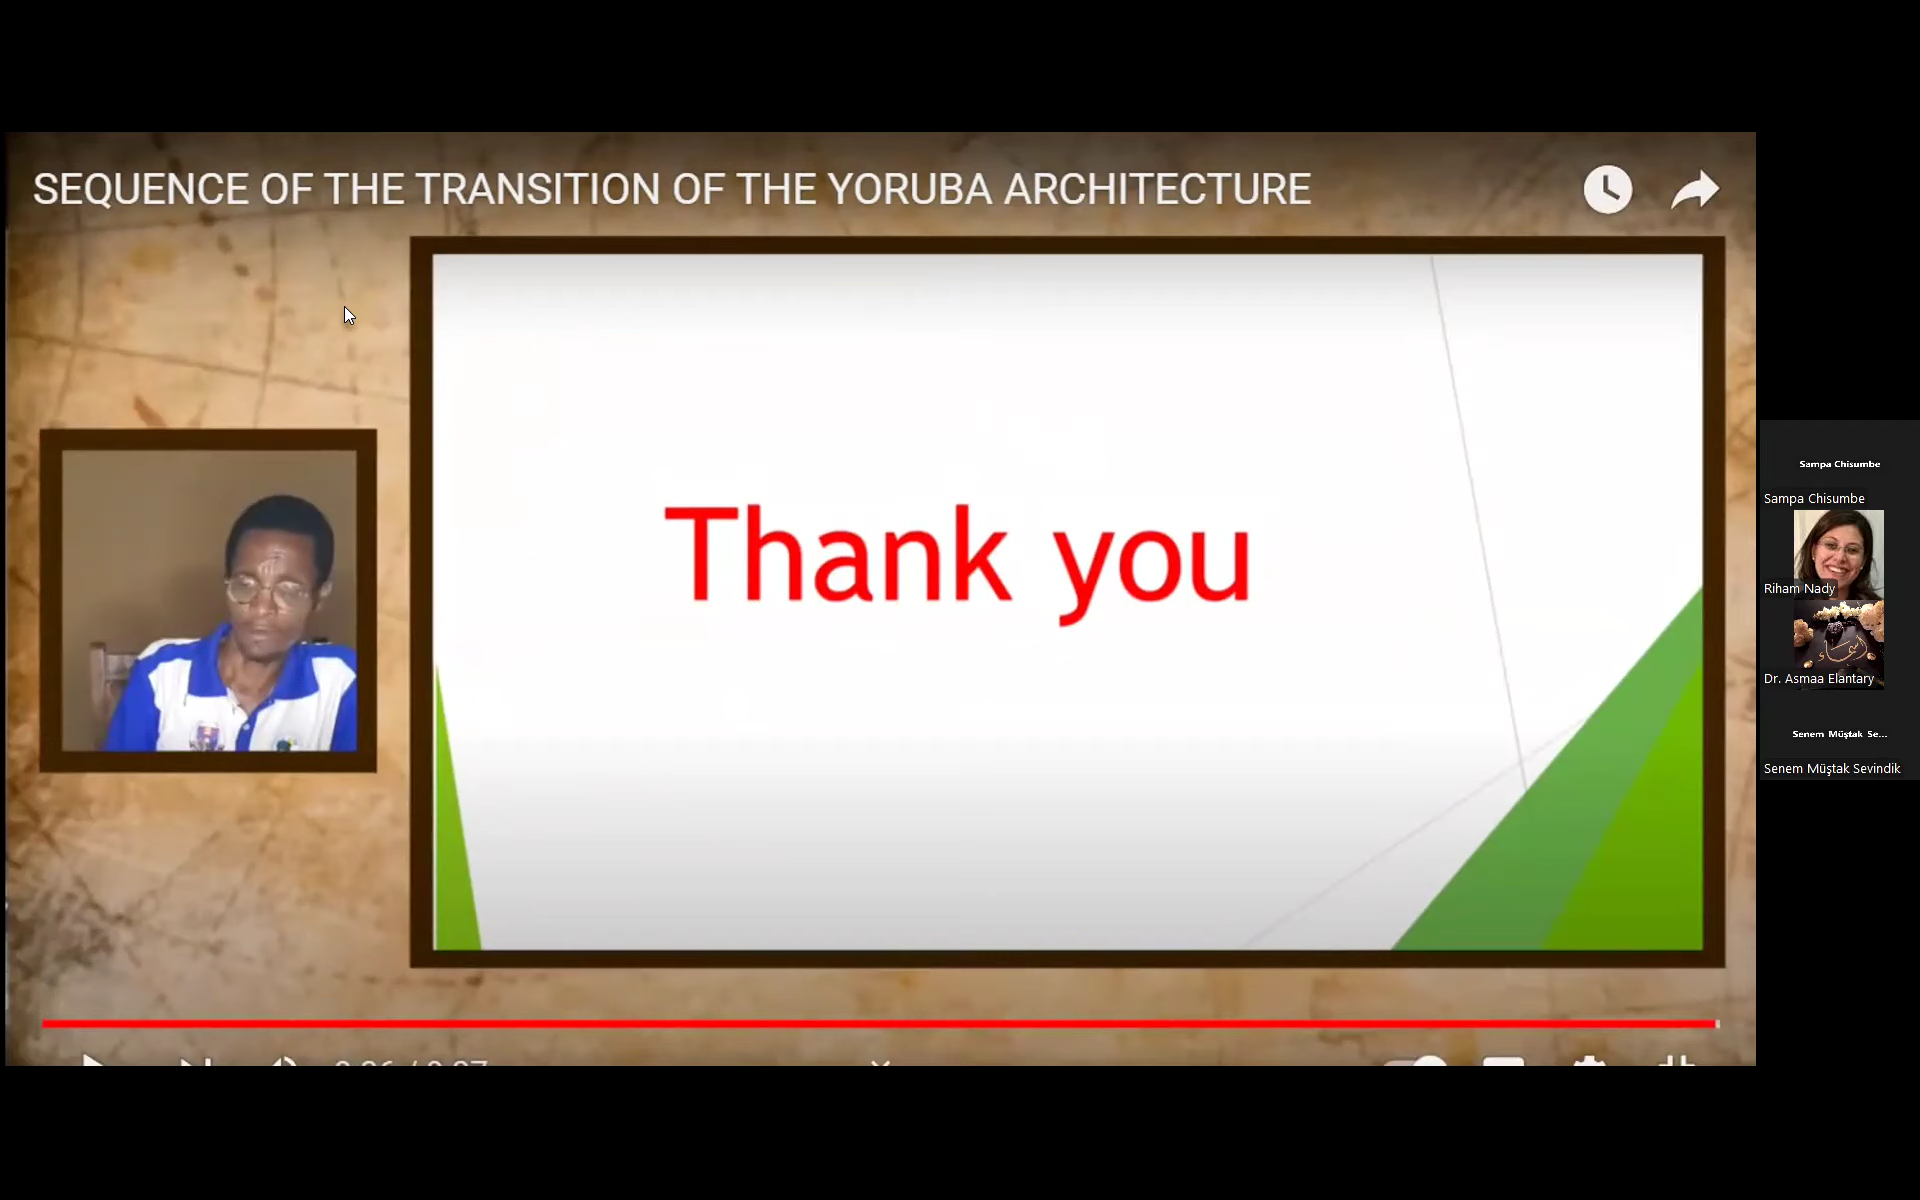 SEQUENCE OF THE TRANSITION OF THE YORUBA ARCHITECTURE
Thank you
Sampa Chisumbe
Sampa Chisumbe
Riham Nady
أسماء
Dr. Asmaa Elantary
Senem Müştak Se...
Senem Müştak Sevindik